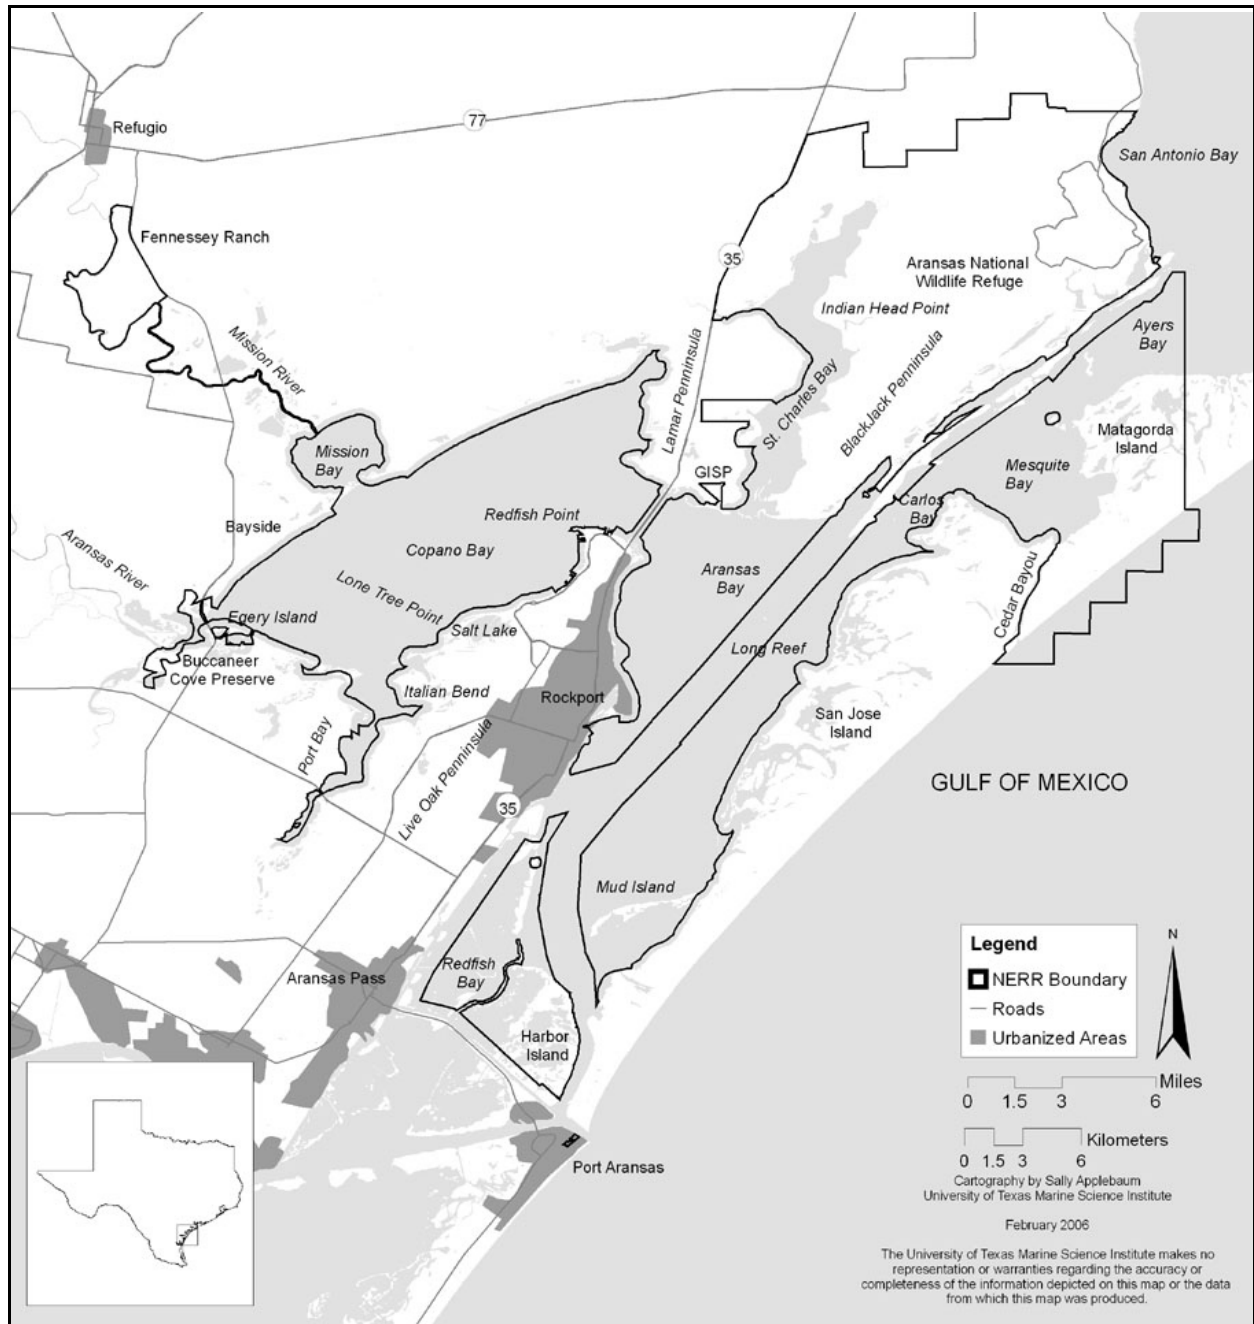 Refugio
77
San Antonio Bay
Fennessey Ranch
35
Aransas National
Wildlife Refuge
Indian Head Point
Ayers
Bay
Mission River
Lamar Penninsula
St. Charles Bay
BlackJack Penninsula
Matagorda
Island
Mission
Bay
GISP
Mesquite
Bay
Carlos
Bay
Redfish Point
Bayside
Copano Bay
Aransas River
Aransas
Bay
Cedar Bayou
Lone Tree Point
Egery Island
Salt Lake
Long Reef
Buccaneer
Cove Preserve
Italian Bend
Rockport
San Jose
Island
Port Bay
Live Oak Penninsula
GULF OF MEXICO
35
Mud Island
Redfish
Bay
Aransas Pass
Harbor
Island
Port Aransas
Legend
NERR Boundary
Roads
Urbanized Areas
N
Miles
0 1.5 3 6
Kilometers
0 1.5 3 6
Cartography by Sally Applebaum
University of Texas Marine Science Institute
February 2006
The University of Texas Marine Science Institute makes no
representation or warranties regarding the accuracy or
completeness of the information depicted on this map or the data
from which this map was produced.